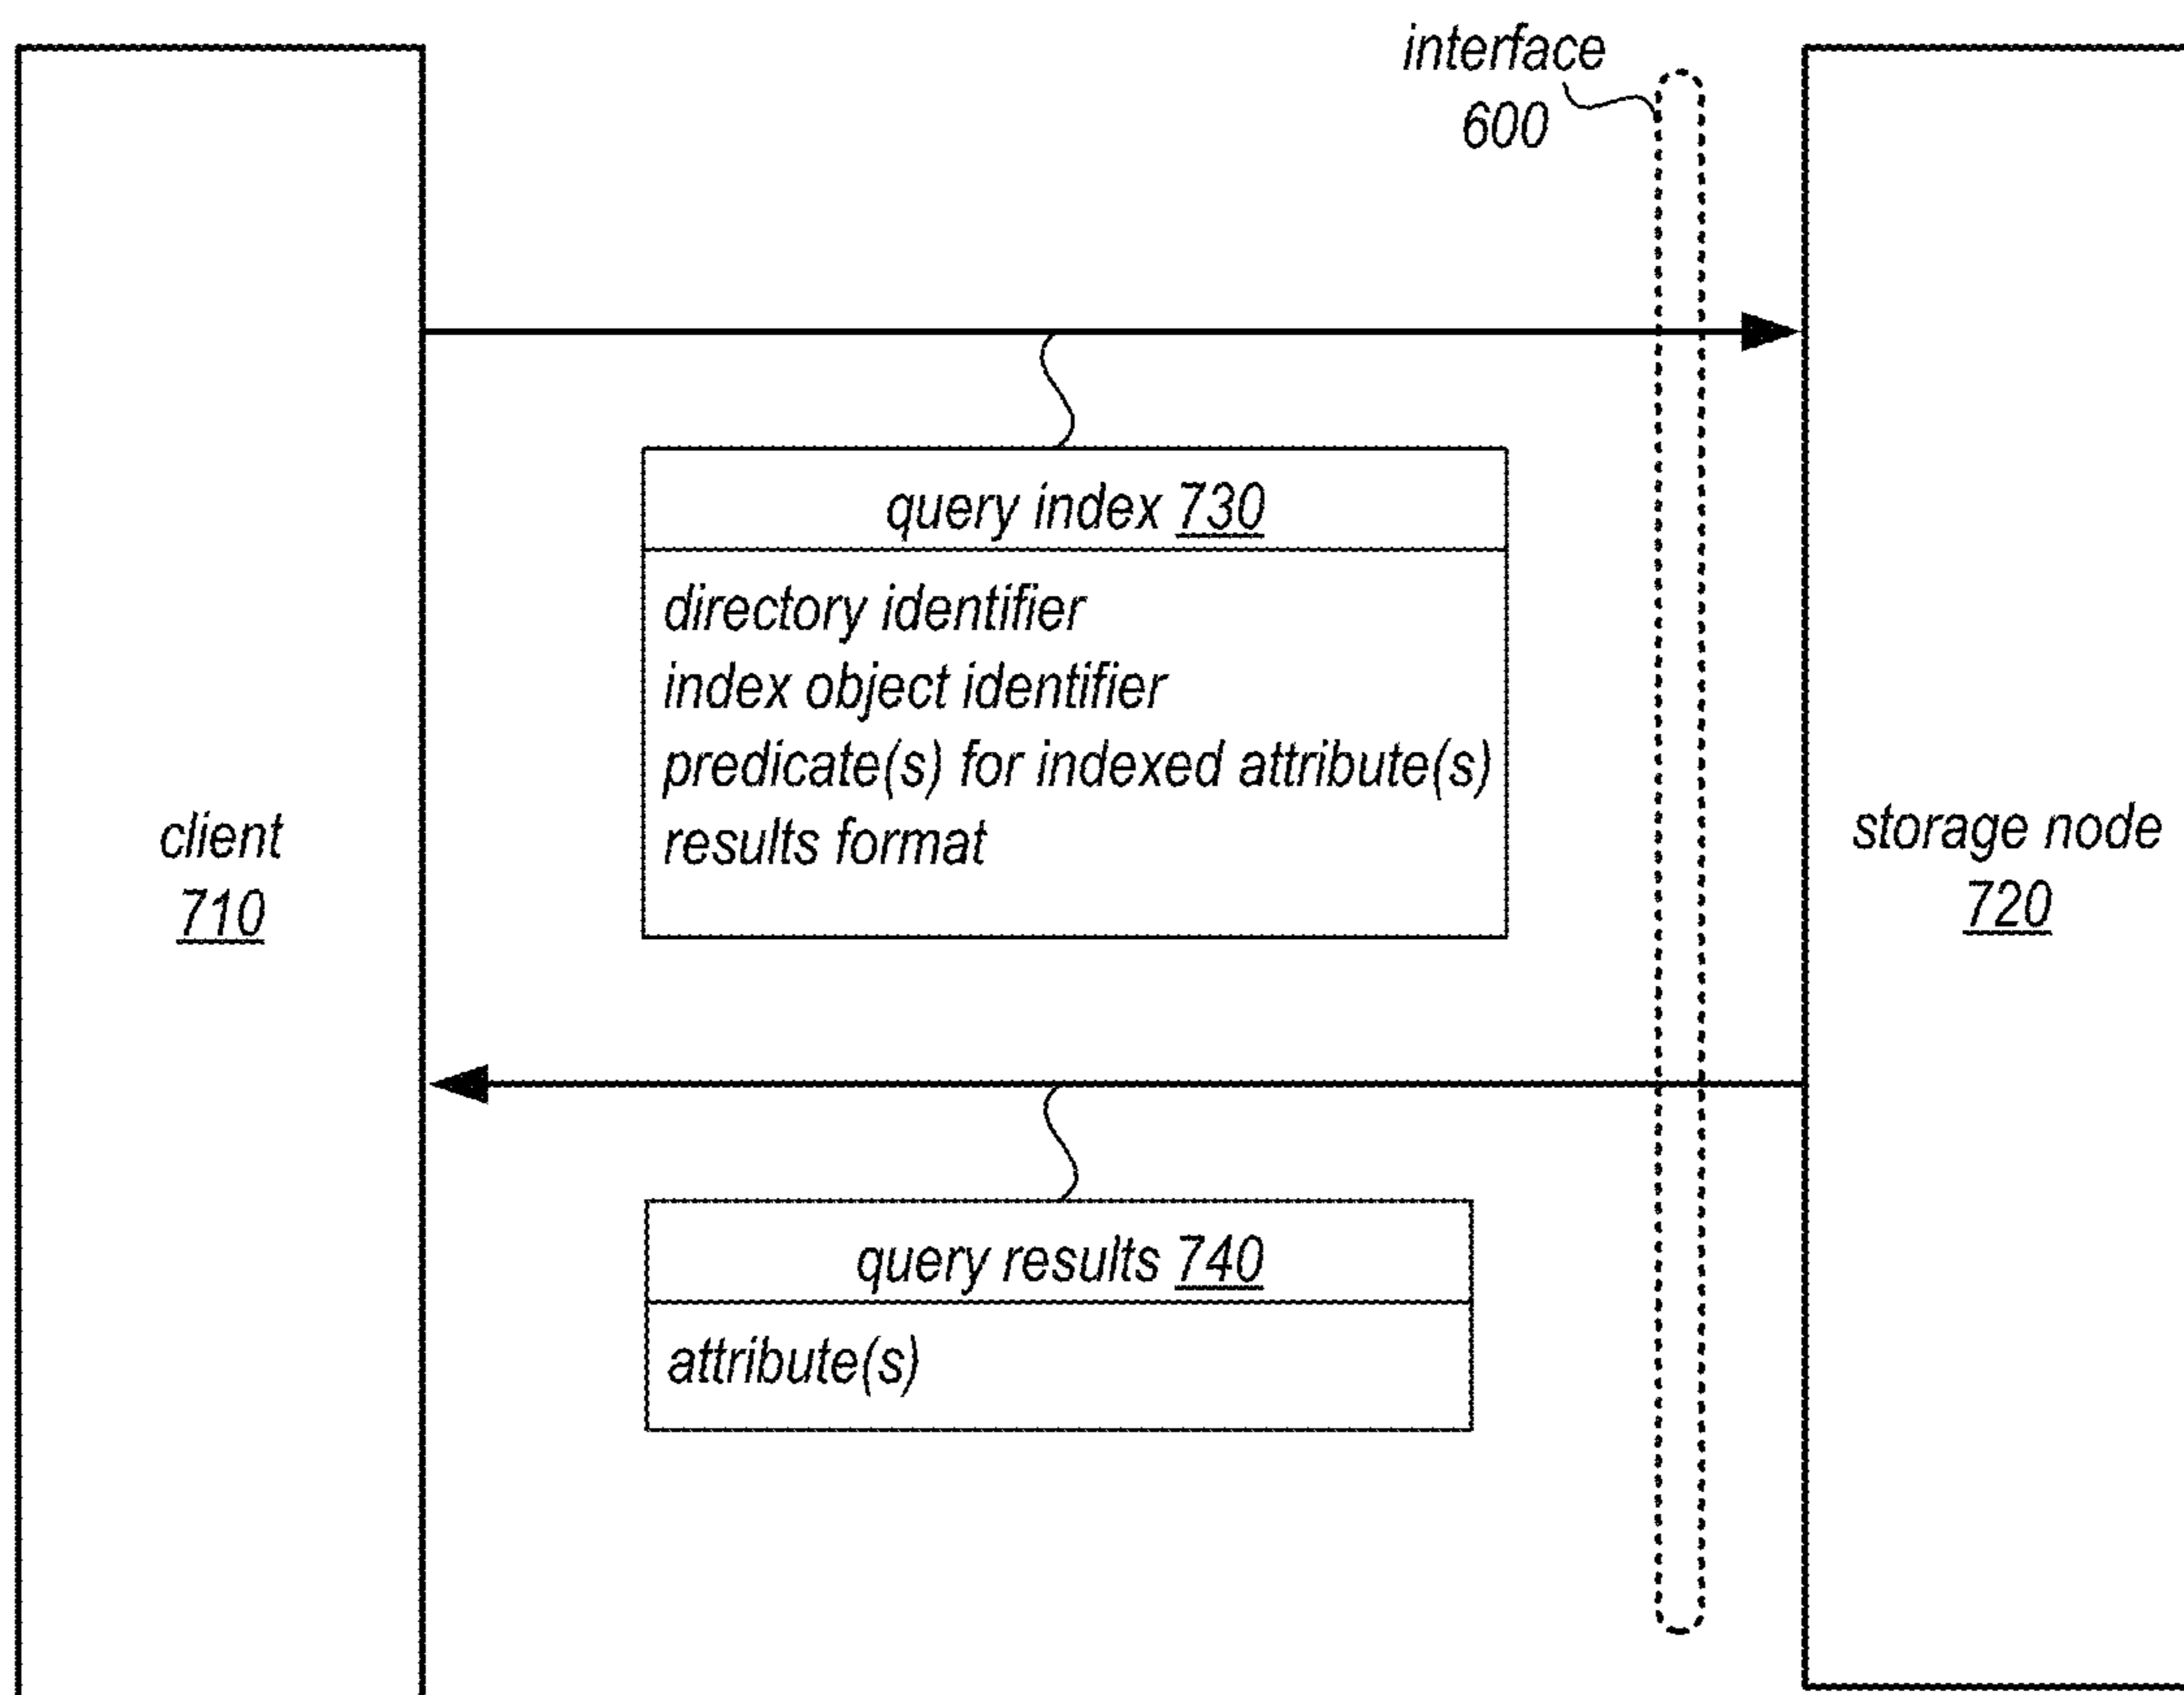 interface
600
query index 730
directory identifier
index object identifier
predicate(s) for indexed attribute(s)
results format
client
710
storage node
720
query results 740
attribute(s)